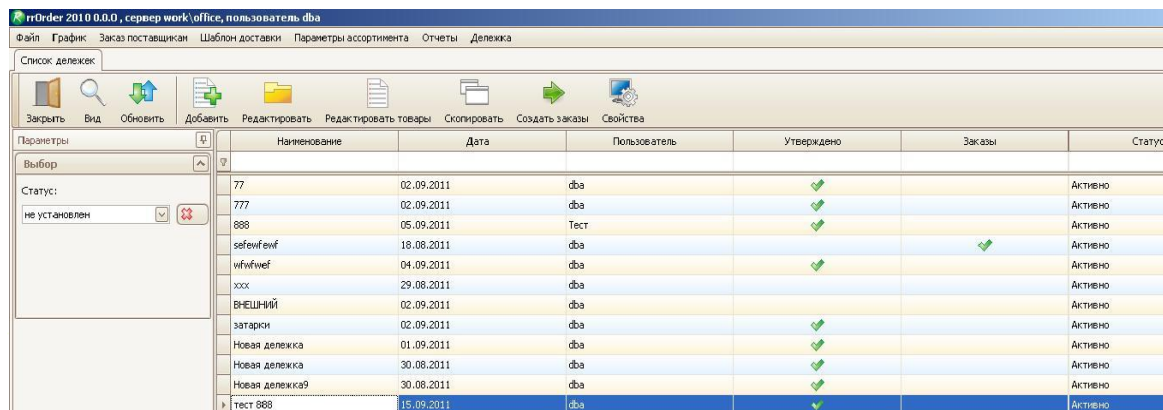 rrOrder 2010 0.0.0 , сервер work\office, пользователь dba
Файл График Заказ поставщикам Шаблон доставки Параметры ассортимента Отчеты Дележка
Список дележек
Закрыть Вид Обновить Добавить Редактировать Редактировать товары Скопировать Создать заказы Свойства
Параметры
Выбор
Статус:
не установлен
Наименование Дата Пользователь Утверждено Заказы Статус
77 02.09.2011 dba Активно
777 02.09.2011 dba Активно
888 05.09.2011 Тест Активно
sefewfewf 18.08.2011 dba Активно
wfwfwef 04.09.2011 dba Активно
xxx 29.08.2011 dba Активно
ВНЕШНИЙ 02.09.2011 dba Активно
затарки 02.09.2011 dba Активно
Новая дележка 01.09.2011 dba Активно
Новая дележка 30.08.2011 dba Активно
Новая дележка9 30.08.2011 dba Активно
тест 888 15.09.2011 dba Активно